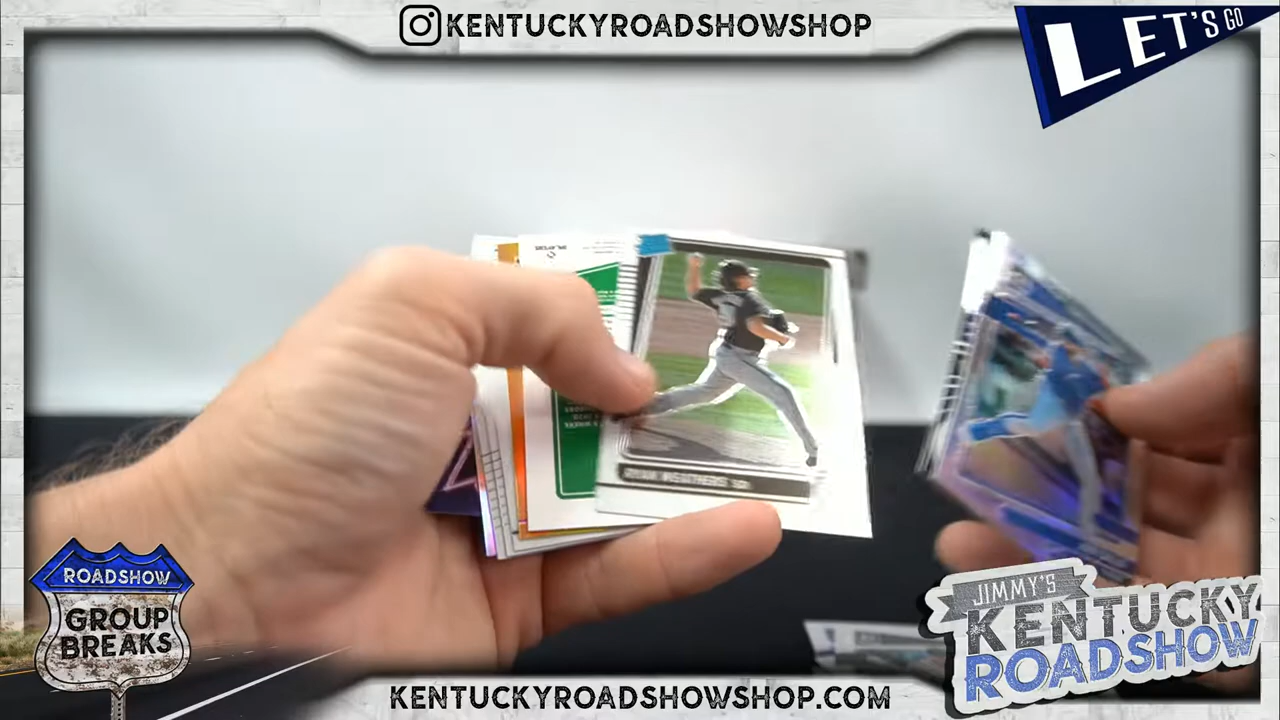 KENTUCKYROADSHOWSHOP
LET'S GO
ROADSHOW
GROUP
BREAKS
JIMMY'S
KENTUCKY
ROADSHOW
KENTUCKYROADSHOWSHOP.COM